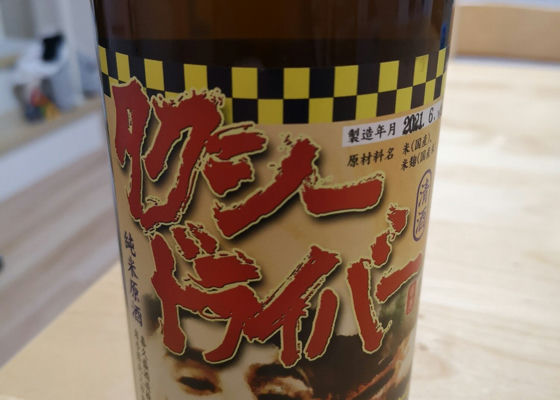 製造年月 2021.6.
原材料名 米(国産)、
米麹(国産米)
清酒
タクシー
ドライバー
純米原酒